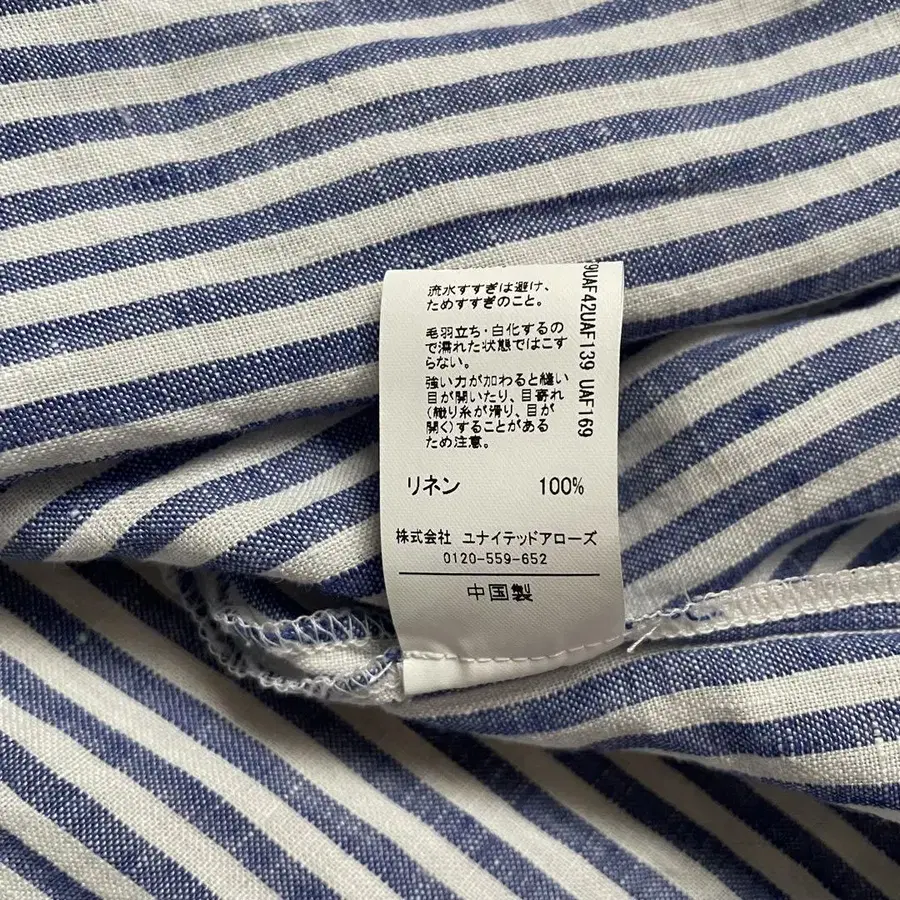 流水すすぎは避け、
ためすすぎのこと。
毛羽立ち・白化するの
で濡れた状態ではこす
らない。
強い力が加わると縫い
目が開いたり、目寄れ
(織り糸が滑り、目が
開く)することがある
ため注意。
リネン 100%
株式会社 ユナイテッドアローズ
0120-559-652
中国製
9UAF42UAF139 UAF169